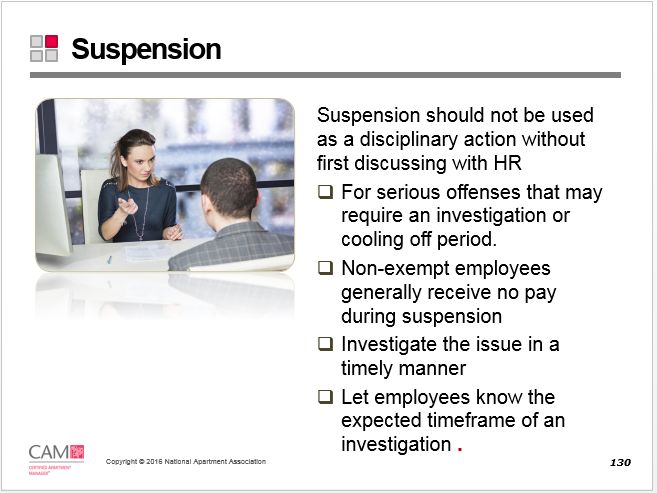 Suspension
Suspension should not be used
as a disciplinary action without
first discussing with HR
For serious offenses that may
require an investigation or
cooling off period.
Non-exempt employees
generally receive no pay
during suspension
Investigate the issue in a
timely manner
Let employees know the
expected timeframe of an
investigation .
CAM
CERTIFIED APARTMENT
MANAGER
Copyright © 2016 National Apartment Association
130